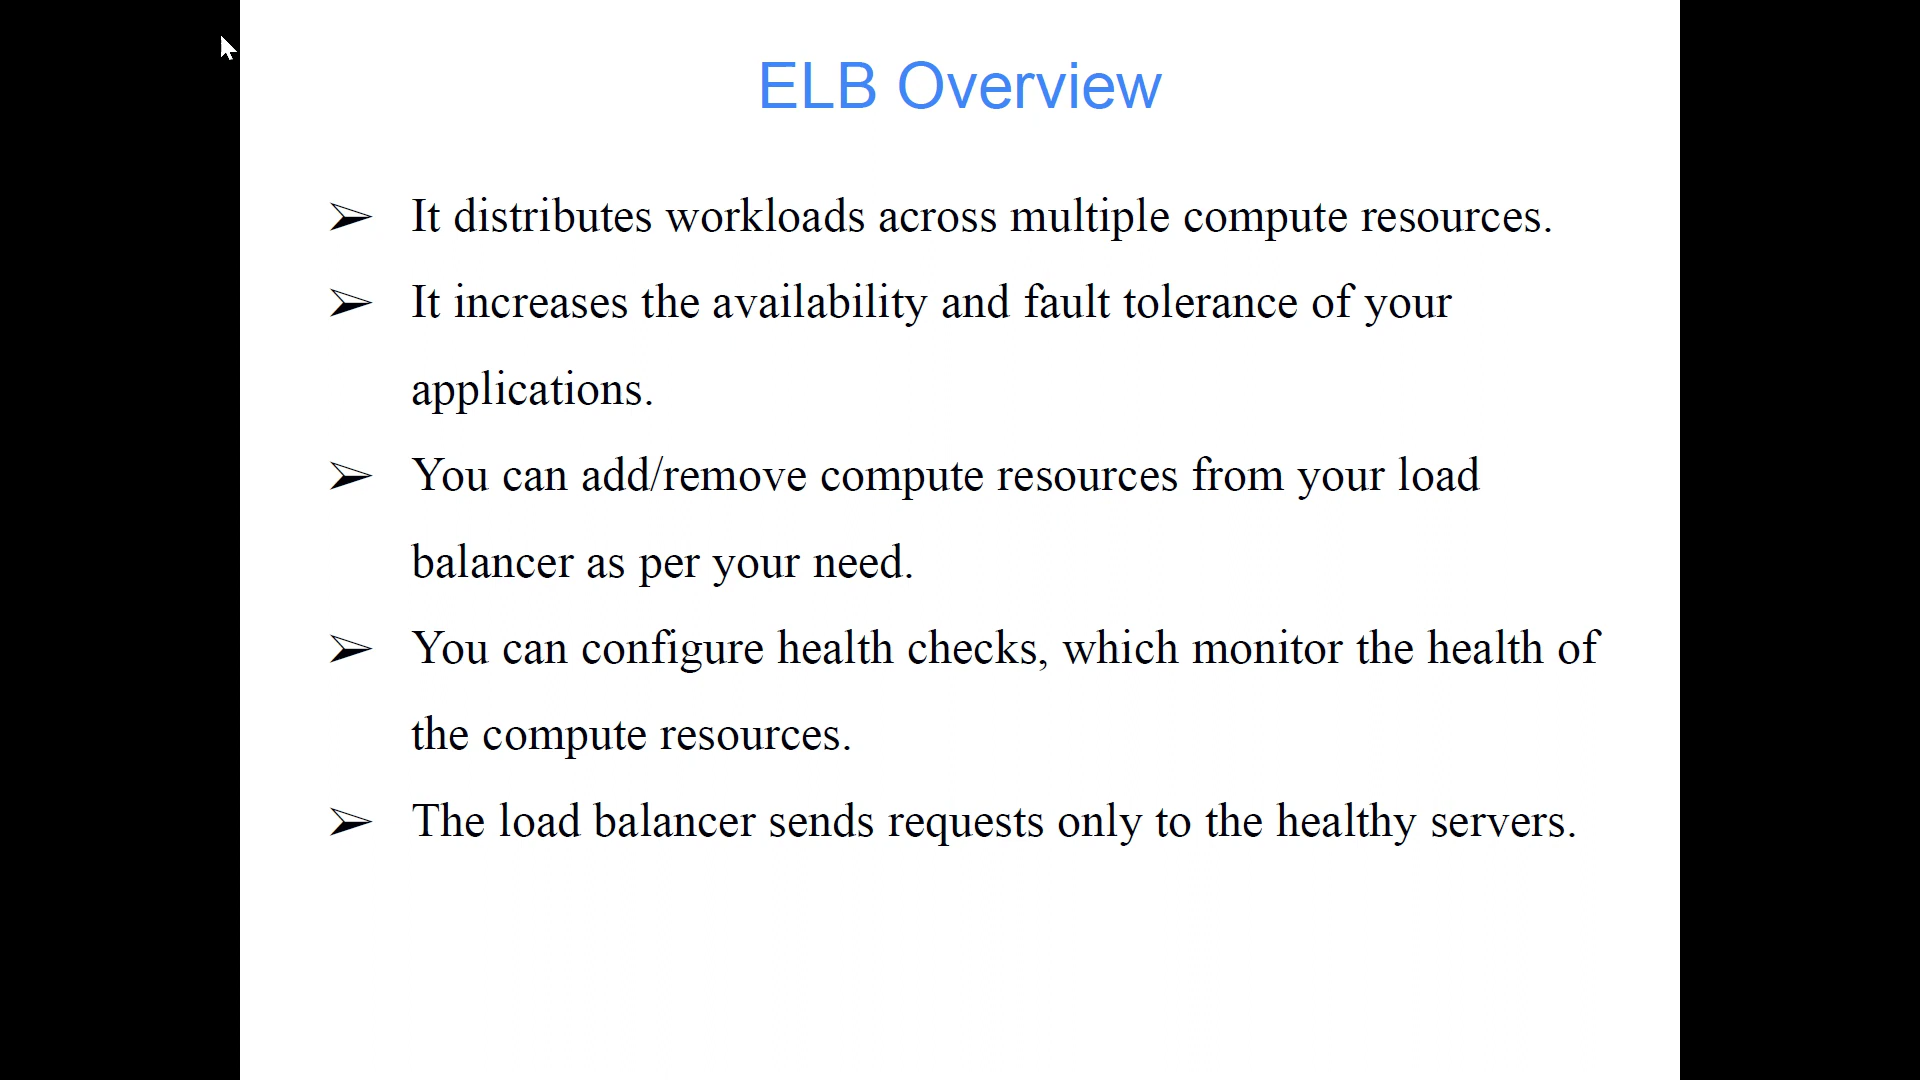 ELB Overview
➢ It distributes workloads across multiple compute resources.
➢ It increases the availability and fault tolerance of your
applications.
➢ You can add/remove compute resources from your load
balancer as per your need.
➢ You can configure health checks, which monitor the health of
the compute resources.
➢ The load balancer sends requests only to the healthy servers.